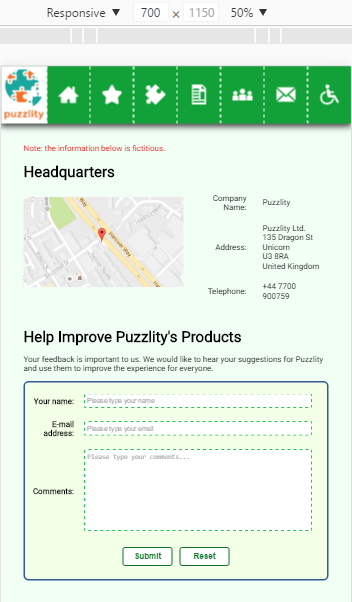 Responsive ▼ 700 × 1150 50% ▼
puzzlity
Note: the information below is fictitious.
Headquarters
Hanover Way
Company Name: Puzzlity
Address: Puzzlity Ltd.
135 Dragon St
Unicorn
U3 8RA
United Kingdom
Telephone: +44 7700
900759
Help Improve Puzzlity's Products
Your feedback is important to us. We would like to hear your suggestions for Puzzlity
and use them to improve the experience for everyone.
Your name: Please type your name
E-mail address: Please type your email
Comments: Please type your comments...
Submit Reset